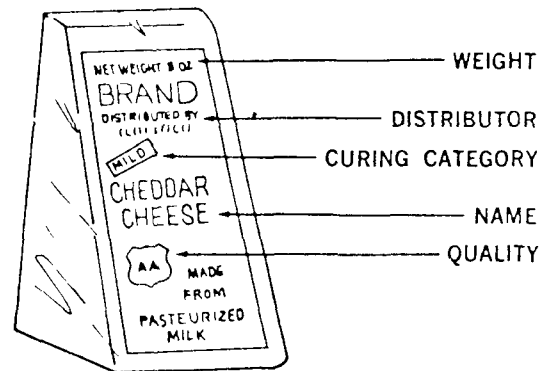 NET WEIGHT 8 OZ
BRAND
DISTRIBUTED BY
MILD
CHEDDAR
CHEESE
AA
MADE
FROM
PASTEURIZED
MILK
WEIGHT
DISTRIBUTOR
CURING CATEGORY
NAME
QUALITY